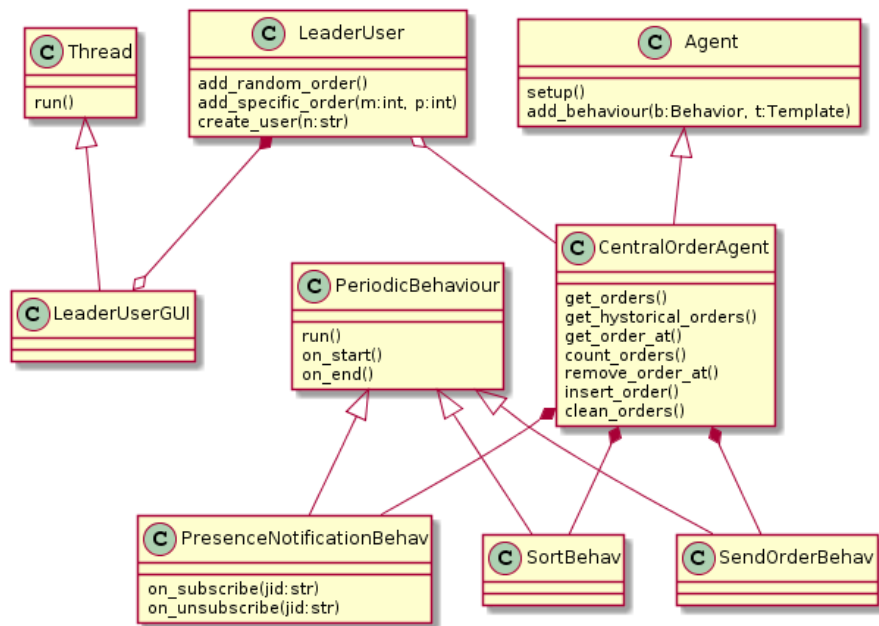 C Thread
run()
C LeaderUser
add_random_order()
add_specific_order(m:int, p:int)
create_user(n:str)
C Agent
setup()
add_behaviour(b:Behavior, t:Template)
C LeaderUserGUI
C PeriodicBehaviour
run()
on_start()
on_end()
C CentralOrderAgent
get_orders()
get_hystorical_orders()
get_order_at()
count_orders()
remove_order_at()
insert_order()
clean_orders()
C PresenceNotificationBehav
on_subscribe(jid:str)
on_unsubscribe(jid:str)
C SortBehav
C SendOrderBehav